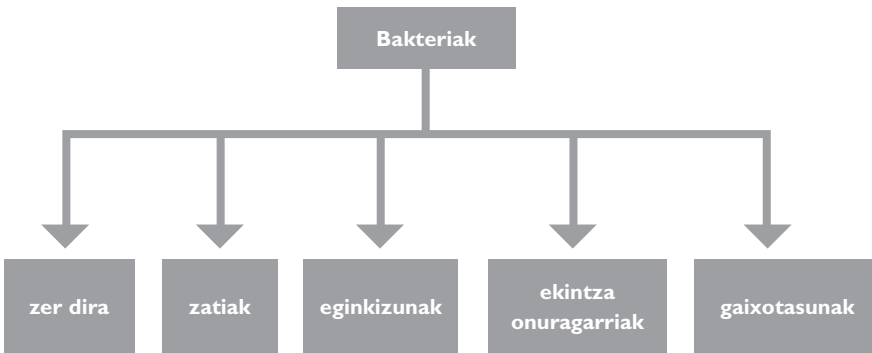 Bakteriak
zer dira
zatiak
eginkizunak
ekintza
onuragarriak
gaixotasunak